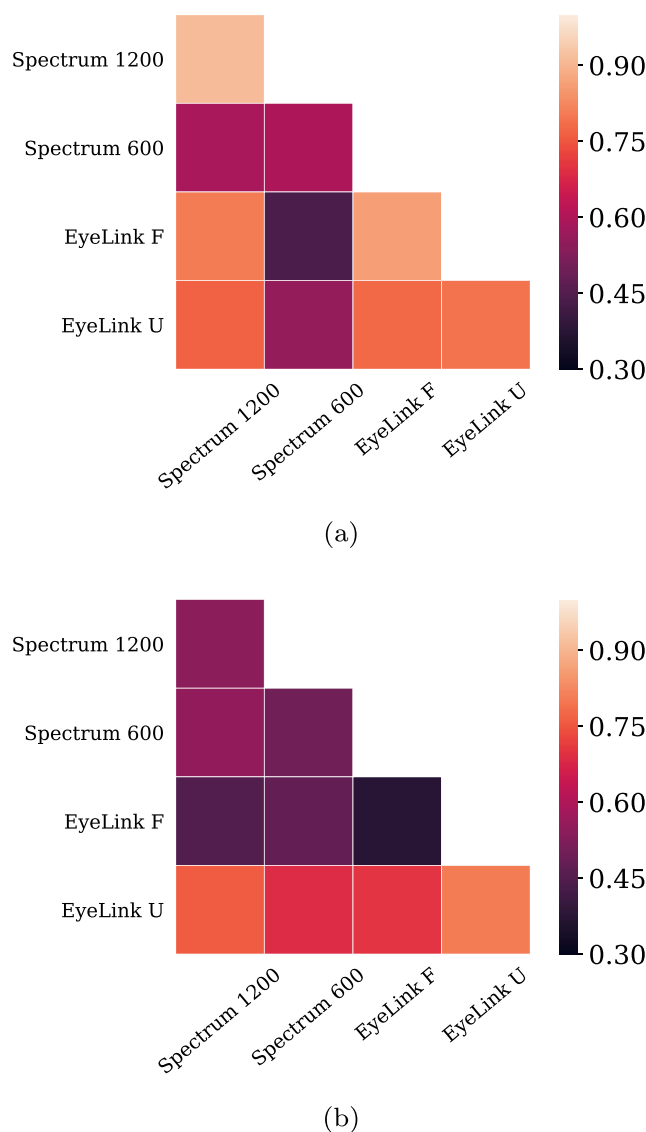 Spectrum 1200
Spectrum 600
EyeLink F
EyeLink U
0.90
0.75
0.60
0.45
0.30
Spectrum 1200
Spectrum 600
EyeLink F
EyeLink U
(a)
Spectrum 1200
Spectrum 600
EyeLink F
EyeLink U
0.90
0.75
0.60
0.45
0.30
Spectrum 1200
Spectrum 600
EyeLink F
EyeLink U
(b)